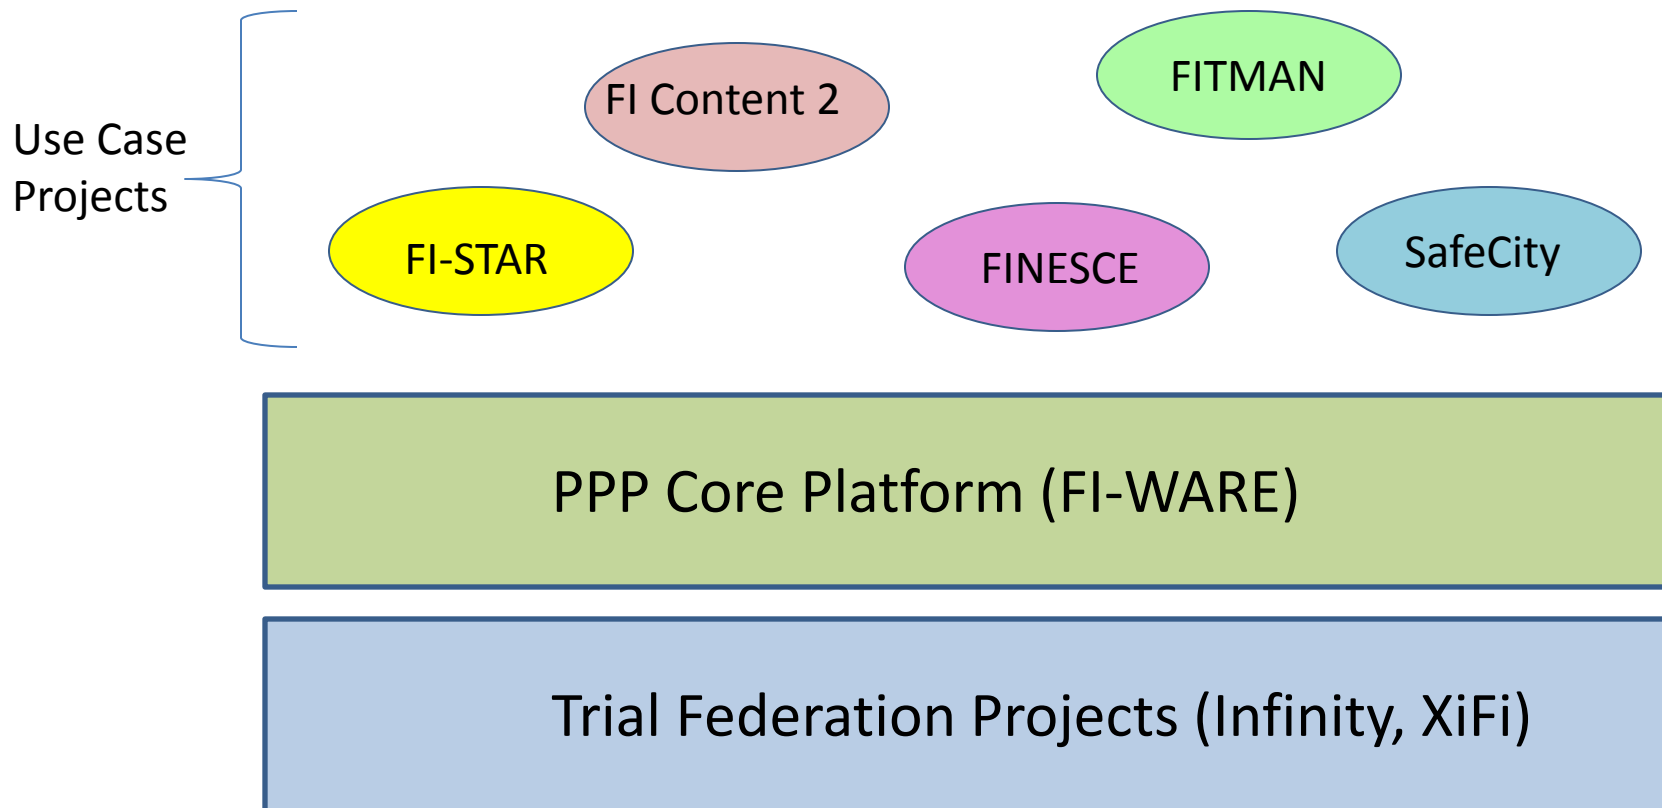 Use Case
Projects
FI Content 2
FITMAN
FI-STAR
FINESCE
SafeCity
PPP Core Platform (FI-WARE)
Trial Federation Projects (Infinity, XiFi)